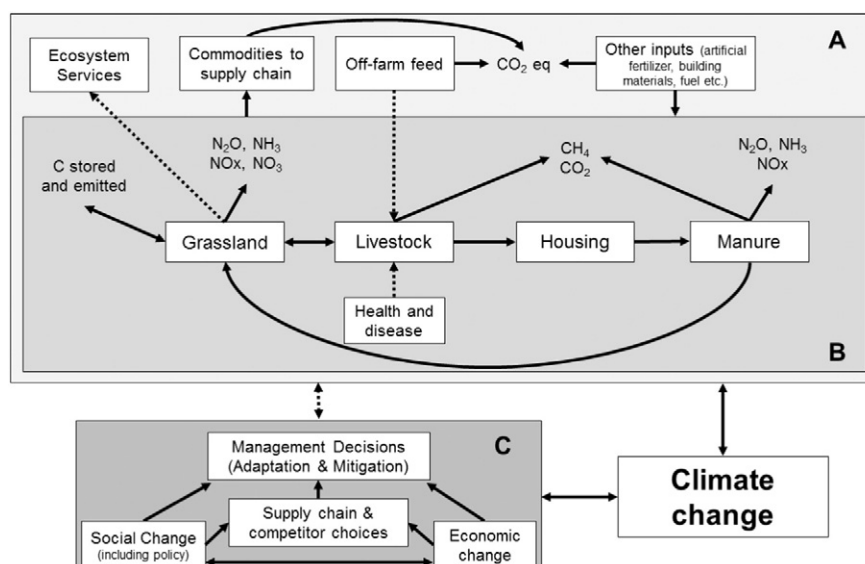 A
Ecosystem
Services
Commodities to
supply chain
Off-farm feed
CO₂ eq
Other inputs (artificial
fertilizer, building
materials, fuel etc.)
C stored
and emitted
N₂O, NH₃
NOx, NO₃
CH₄
CO₂
N₂O, NH₃
NOx
Grassland
Livestock
Housing
Manure
Health and
disease
B
C
Management Decisions
(Adaptation & Mitigation)
Supply chain &
competitor choices
Social Change
(including policy)
Economic
change
Climate
change